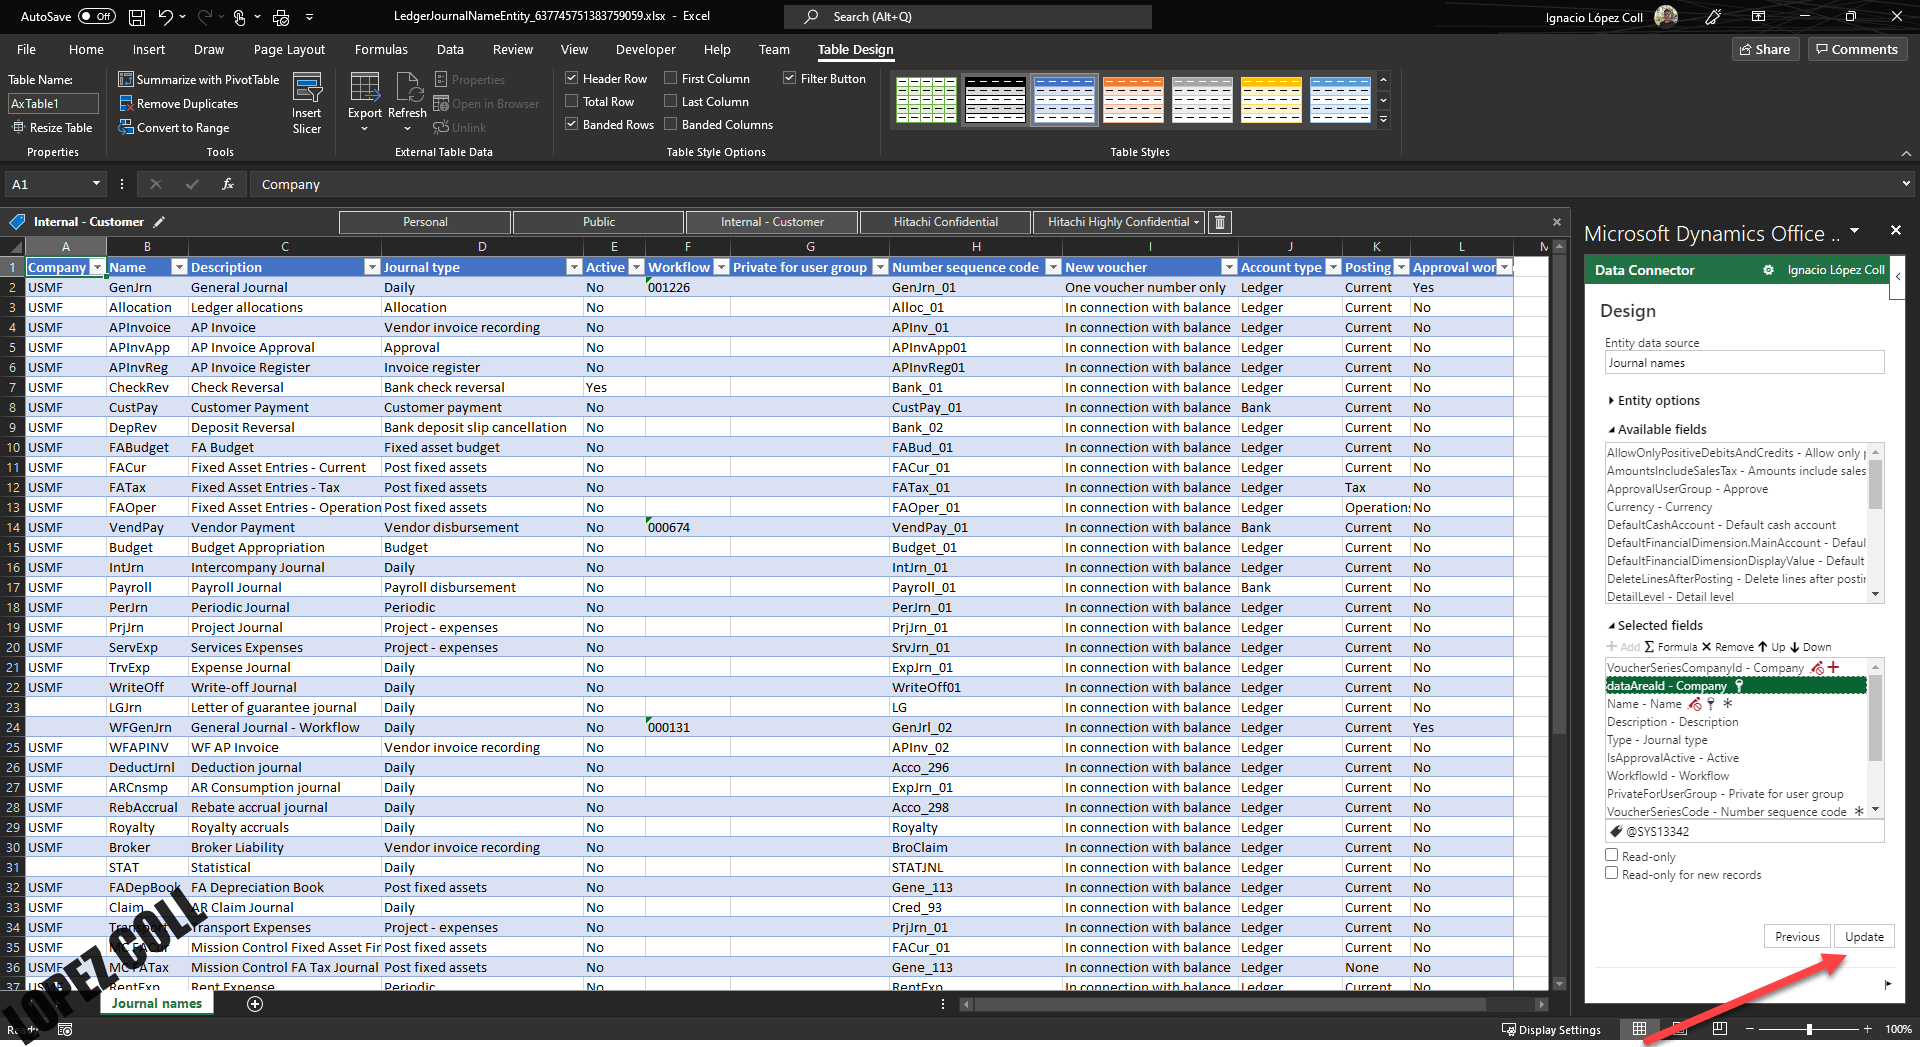 AutoSave Off LedgerJournalNameEntity_637745751383759059.xlsx - Excel Search (Alt+Q) Ignacio López Coll
File Home Insert Draw Page Layout Formulas Data Review View Developer Help Team Table Design Share Comments
Table Name:
AxTable1
Resize Table
Properties
Summarize with PivotTable
Remove Duplicates
Convert to Range
Insert Slicer
Tools
Export Refresh
Properties
Open in Browser
Unlink
External Table Data
Header Row First Column Filter Button
Total Row Last Column
Banded Rows Banded Columns
Table Style Options
Table Styles
A1 fx Company
Internal - Customer Personal Public Internal - Customer Hitachi Confidential Hitachi Highly Confidential
A B C D E F G H I J K L M
1 Company Name Description Journal type Active Workflow Private for user group Number sequence code New voucher Account type Posting Approval wor
2 USMF GenJrn General Journal Daily No 001226 GenJrn_01 One voucher number only Ledger Current Yes
3 USMF Allocation Ledger allocations Allocation No Alloc_01 In connection with balance Ledger Current No
4 USMF APInvoice AP Invoice Vendor invoice recording No APInv_01 In connection with balance Ledger Current No
5 USMF APInvApp AP Invoice Approval Approval No APInvApp01 In connection with balance Ledger Current No
6 USMF APInvReg AP Invoice Register Invoice register No APInvReg01 In connection with balance Ledger Current No
7 USMF CheckRev Check Reversal Bank check reversal Yes Bank_01 In connection with balance Ledger Current No
8 USMF CustPay Customer Payment Customer payment No CustPay_01 In connection with balance Bank Current No
9 USMF DepRev Deposit Reversal Bank deposit slip cancellation No Bank_02 In connection with balance Ledger Current No
10 USMF FABudget FA Budget Fixed asset budget No FABud_01 In connection with balance Ledger Current No
11 USMF FACur Fixed Asset Entries - Current Post fixed assets No FACur_01 In connection with balance Ledger Current No
12 USMF FATax Fixed Asset Entries - Tax Post fixed assets No FATax_01 In connection with balance Ledger Tax No
13 USMF FAOper Fixed Asset Entries - Operation Post fixed assets No FAOper_01 In connection with balance Ledger Operations No
14 USMF VendPay Vendor Payment Vendor disbursement No 000674 VendPay_01 In connection with balance Bank Current No
15 USMF Budget Budget Appropriation Budget No Budget_01 In connection with balance Ledger Current No
16 USMF IntJrn Intercompany Journal Daily No IntJrn_01 In connection with balance Ledger Current No
17 USMF Payroll Payroll Journal Payroll disbursement No Payroll_01 In connection with balance Bank Current No
18 USMF PerJrn Periodic Journal Periodic No PerJrn_01 In connection with balance Ledger Current No
19 USMF PrjJrn Project Journal Project - expenses No PrjJrn_01 In connection with balance Ledger Current No
20 USMF ServExp Services Expenses Project - expenses No SrvJrn_01 In connection with balance Ledger Current No
21 USMF TrvExp Expense Journal Daily No ExpJrn_01 In connection with balance Ledger Current No
22 USMF WriteOff Write-off Journal Daily No WriteOff01 In connection with balance Ledger Current No
23 LGJrn Letter of guarantee journal Daily No LG In connection with balance Ledger Current No
24 WFGenJrn General Journal - Workflow Daily No 000131 GenJrl_02 In connection with balance Ledger Current Yes
25 USMF WFAPINV WF AP Invoice Vendor invoice recording No APInv_02 In connection with balance Ledger Current No
26 USMF DeductJrnl Deduction journal Daily No Acco_296 In connection with balance Ledger Current No
27 USMF ARCnsmp AR Consumption journal Daily No ExpJrn_01 In connection with balance Ledger Current No
28 USMF RebAccrual Rebate accrual journal Daily No Acco_298 In connection with balance Ledger Current No
29 USMF Royalty Royalty accruals Daily No Royalty In connection with balance Ledger Current No
30 USMF Broker Broker Liability Vendor invoice recording No BroClaim In connection with balance Ledger Current No
31 STAT Statistical Daily No STATJNL In connection with balance Ledger Current No
32 USMF FADepBook FA Depreciation Book Post fixed assets No Gene_113 In connection with balance Ledger Current No
33 USMF Claim AR Claim Journal Daily No Cred_93 In connection with balance Ledger Current No
34 USMF Transport Transport Expenses Project - expenses No PrjJrn_01 In connection with balance Ledger Current No
35 USMF MC FACur Mission Control Fixed Asset Fin Post fixed assets No FACur_01 In connection with balance Ledger Current No
36 USMF MC FATax Mission Control FA Tax Journal Post fixed assets No Gene_113 In connection with balance Ledger None No
37 USMF RentExp Rent Expense Periodic No RentExp In connection with balance Ledger Current No
Journal names
LOPEZ COLL
Ready Display Settings 100%
Microsoft Dynamics Office ...
Data Connector Ignacio López Coll
Design
Entity data source
Journal names
Entity options
Available fields
AllowOnlyPositiveDebitsAndCredits - Allow only p
AmountsIncludeSalesTax - Amounts include sales
ApprovalUserGroup - Approve
Currency - Currency
DefaultCashAccount - Default cash account
DefaultFinancialDimension.MainAccount - Defaul
DefaultFinancialDimensionDisplayValue - Default
DeleteLinesAfterPosting - Delete lines after postin
DetailLevel - Detail level
Selected fields
Add Formula Remove Up Down
VoucherSeriesCompanyId - Company
dataAreaId - Company
Name - Name
Description - Description
Type - Journal type
IsApprovalActive - Active
WorkflowId - Workflow
PrivateForUserGroup - Private for user group
VoucherSeriesCode - Number sequence code
@SYS13342
Read-only
Read-only for new records
Previous Update